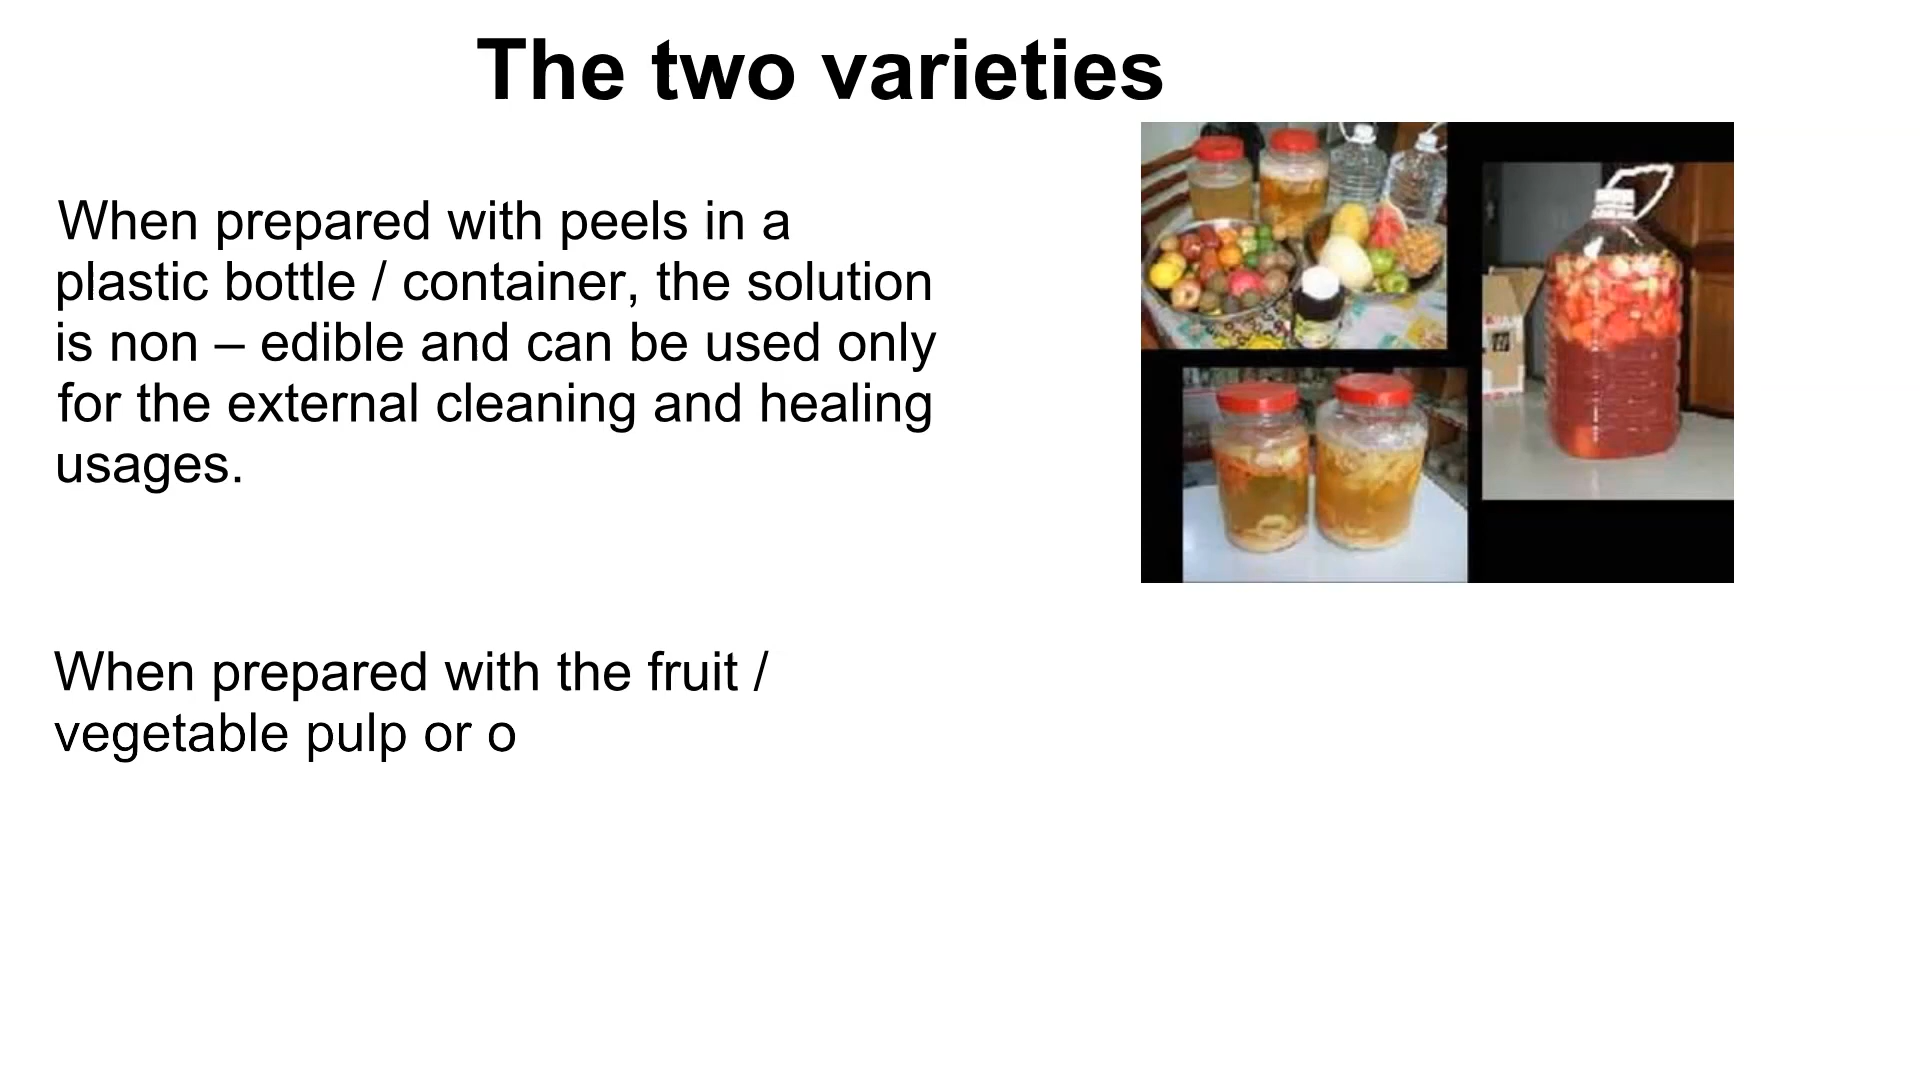 The two varieties
When prepared with peels in a
plastic bottle / container, the solution
is non – edible and can be used only
for the external cleaning and healing
usages.
When prepared with the fruit /
vegetable pulp or o